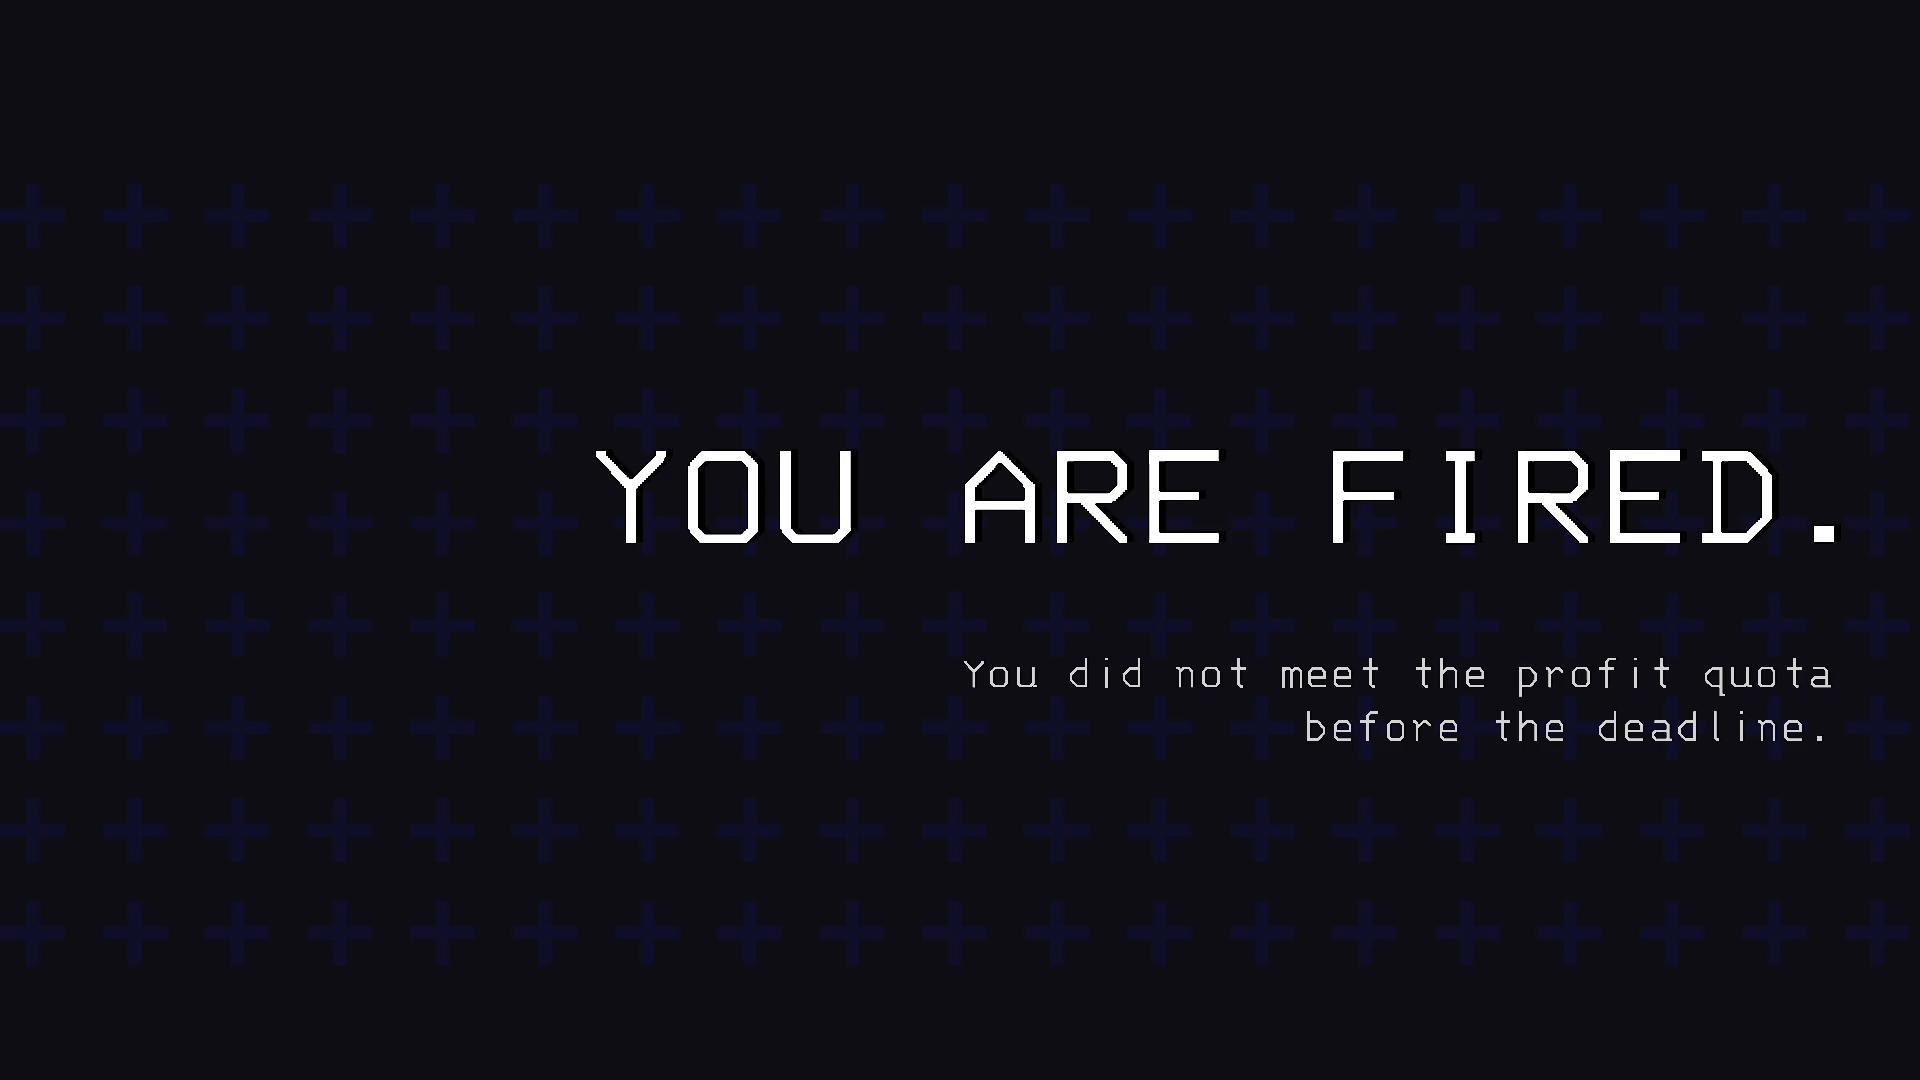 YOU ARE FIRED.
You did not meet the profit quota
before the deadline.